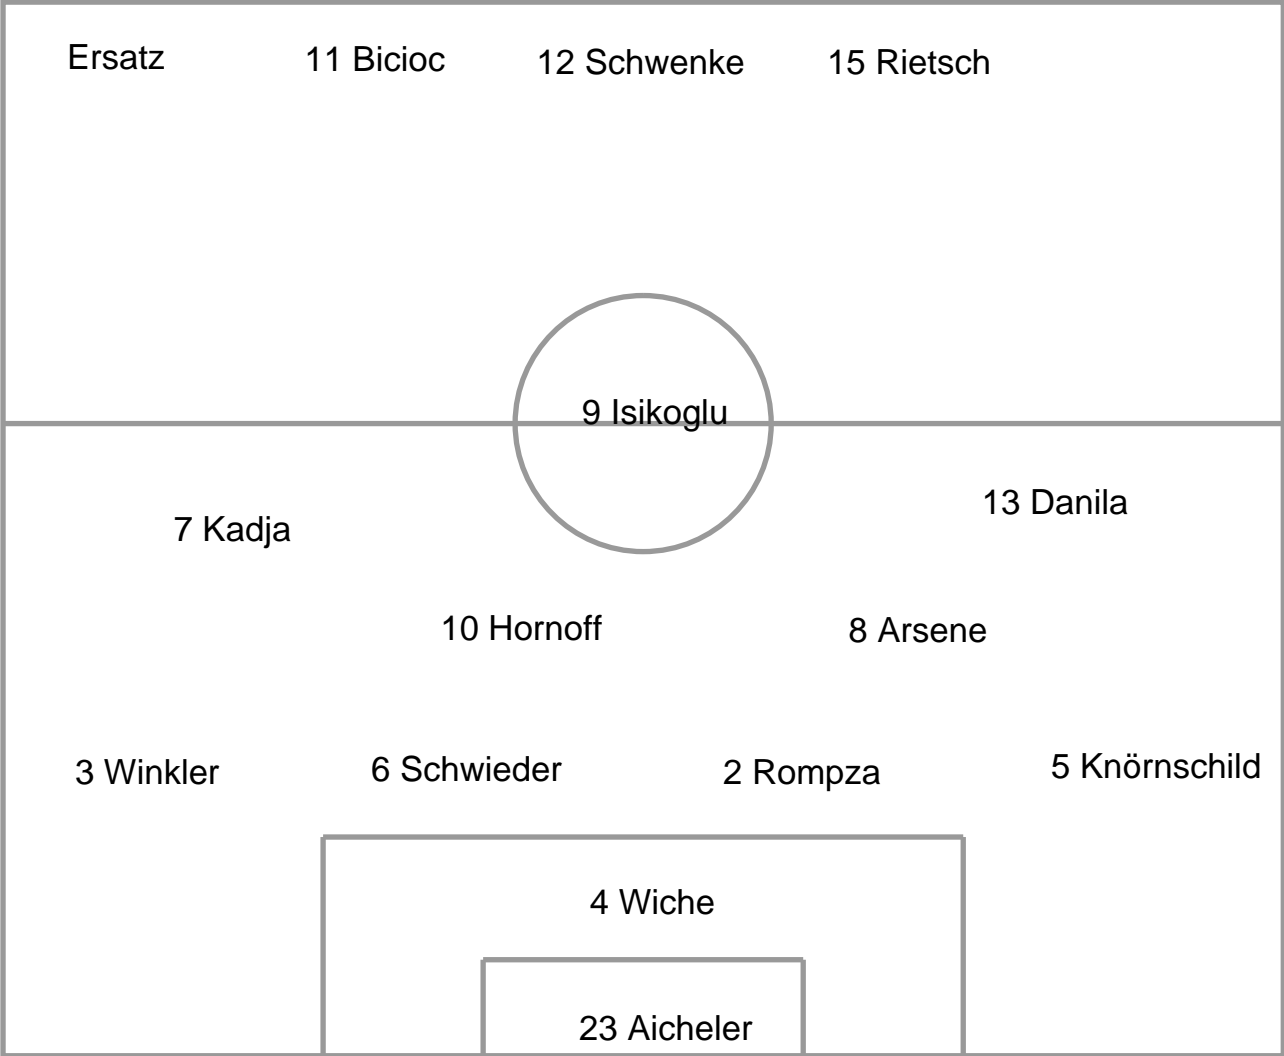 Ersatz 11 Bicioc 12 Schwenke 15 Rietsch
9 Isikoglu
7 Kadja 13 Danila
10 Hornoff 8 Arsene
3 Winkler 6 Schwieder 2 Rompza 5 Knörnschild
4 Wiche
23 Aicheler